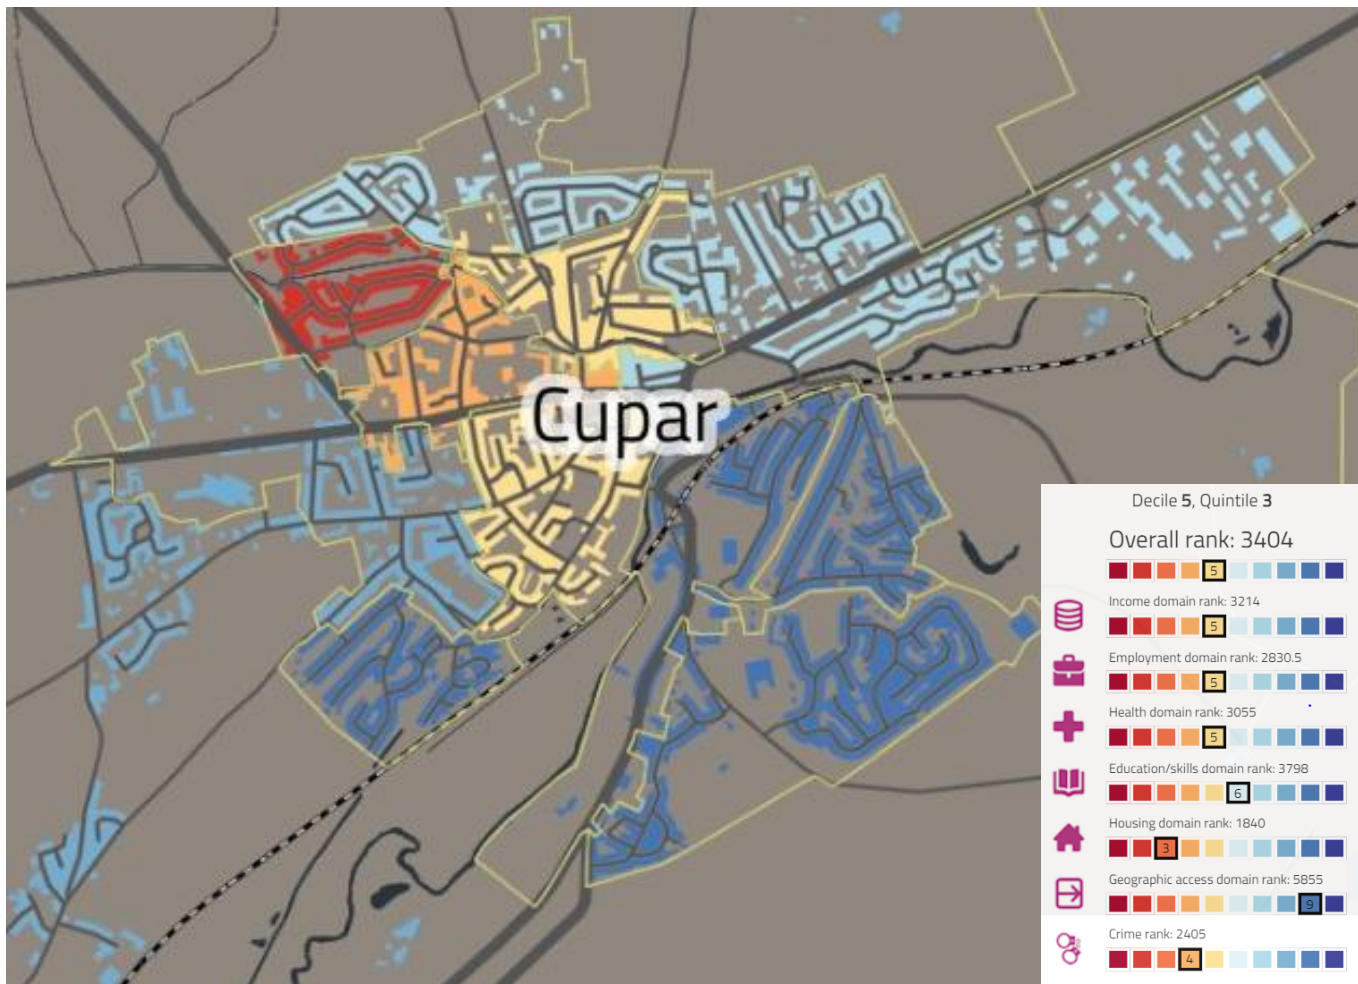 Cupar
Decile 5, Quintile 3
Overall rank: 3404
5
Income domain rank: 3214
5
Employment domain rank: 2830.5
5
Health domain rank: 3055
5
Education/skills domain rank: 3798
6
Housing domain rank: 1840
3
Geographic access domain rank: 5855
9
Crime rank: 2405
4